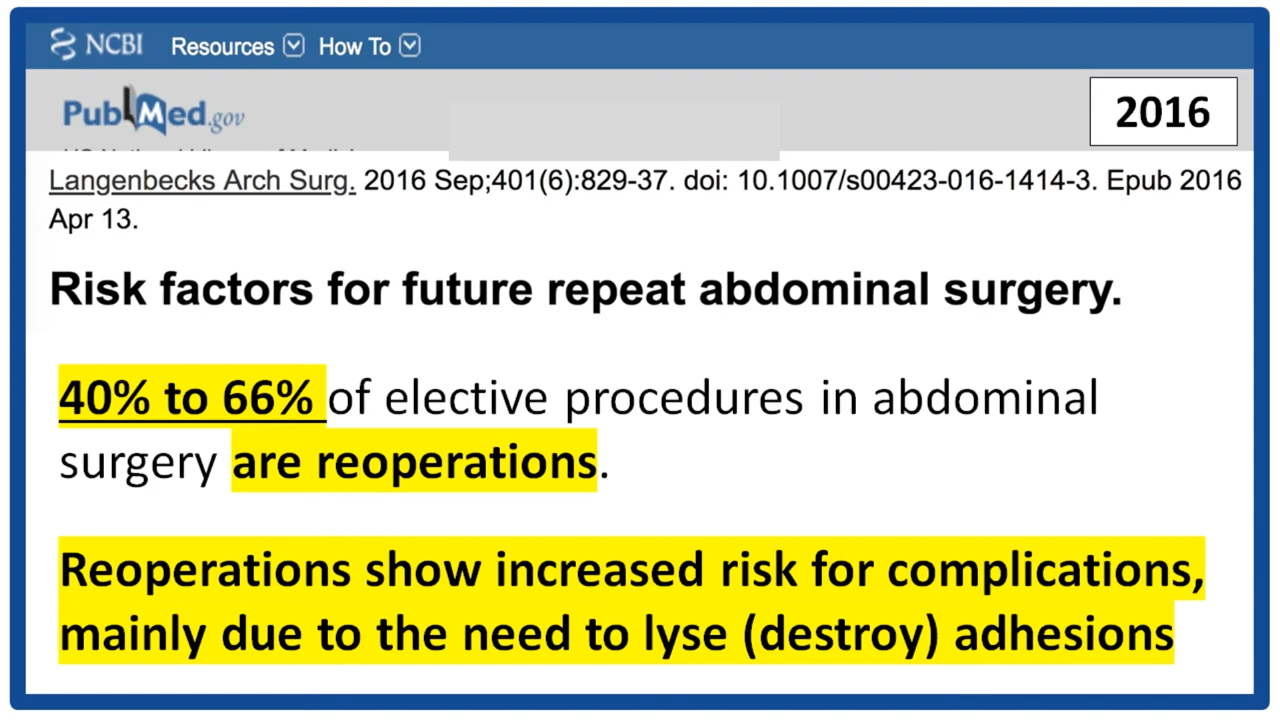 NCBI Resources How To
PubMed.gov
2016
Langenbecks Arch Surg. 2016 Sep;401(6):829-37. doi: 10.1007/s00423-016-1414-3. Epub 2016
Apr 13.
Risk factors for future repeat abdominal surgery.
40% to 66% of elective procedures in abdominal
surgery are reoperations.
Reoperations show increased risk for complications,
mainly due to the need to lyse (destroy) adhesions